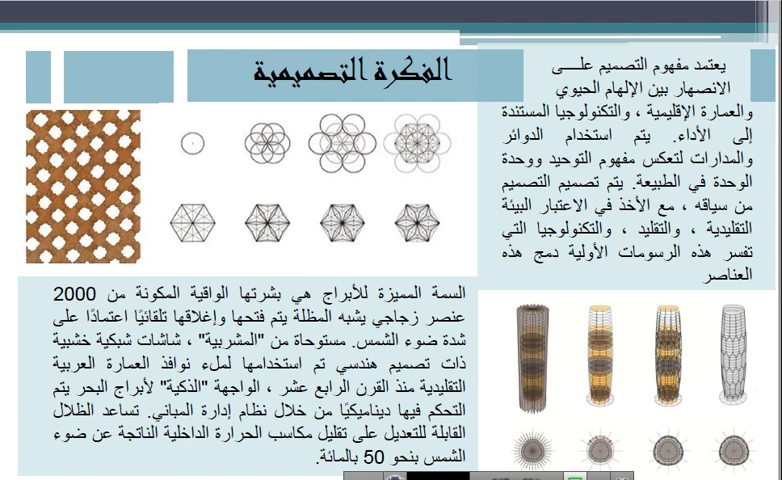 الفكرة التصميمية
يعتمد مفهوم التصميم علـــى
الانصهار بين الإلهام الحيوي
والعمارة الإقليمية ، والتكنولوجيا المستندة
إلى الأداء. يتم استخدام الدوائر
والمدارات لتعكس مفهوم التوحيد ووحدة
الوحدة في الطبيعة. يتم تصميم التصميم
من سياقه ، مع الأخذ في الاعتبار البيئة
التقليدية ، والتقليد ، والتكنولوجيا التي
تفسر هذه الرسومات الأولية دمج هذه
العناصر
السمة المميزة للأبراج هي بشرتها الواقية المكونة من 2000
عنصر زجاجي يشبه المظلة يتم فتحها وإغلاقها تلقائيًا اعتمادًا على
شدة ضوء الشمس. مستوحاة من "المشربية" ، شاشات شبكية خشبية
ذات تصميم هندسي تم استخدامها لملء نوافذ العمارة العربية
التقليدية منذ القرن الرابع عشر ، الواجهة "الذكية" لأبراج البحر يتم
التحكم فيها ديناميكيًا من خلال نظام إدارة المباني. تساعد الظلال
القابلة للتعديل على تقليل مكاسب الحرارة الداخلية الناتجة عن ضوء
الشمس بنحو 50 بالمائة.